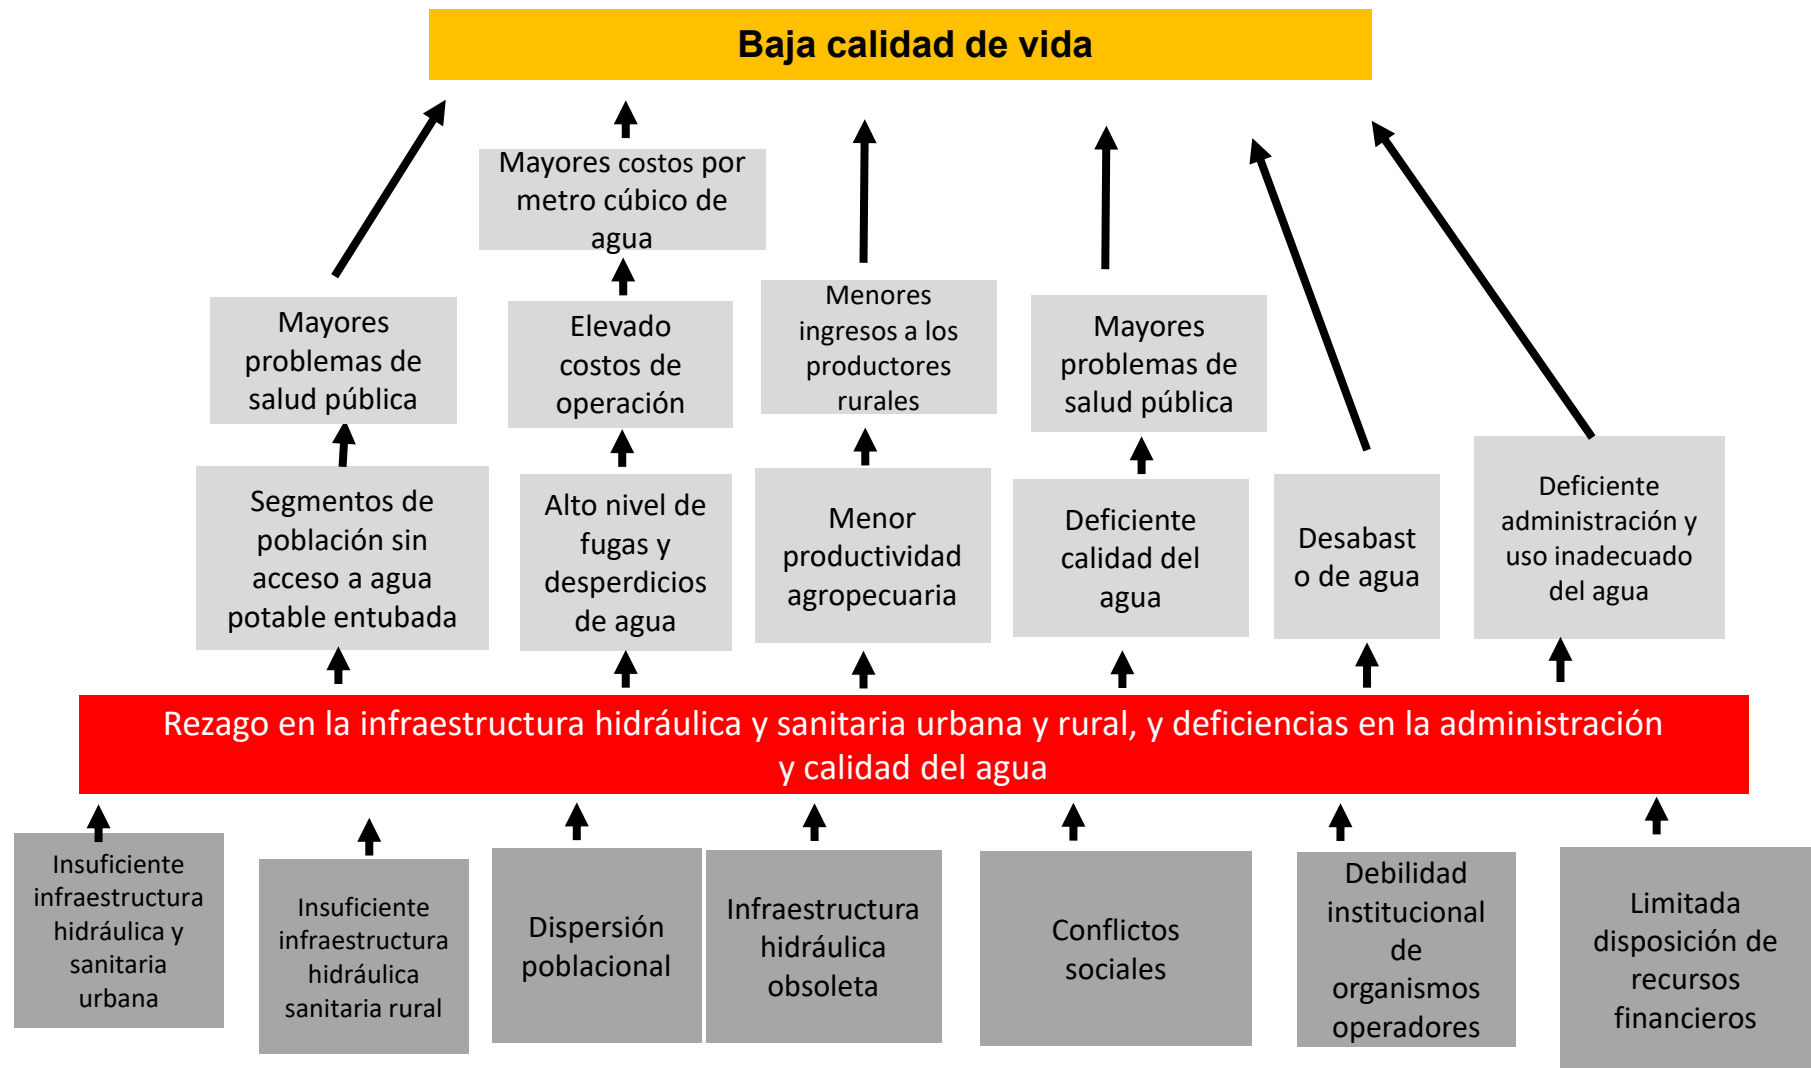 Baja calidad de vida
Mayores costos por
metro cúbico de
agua
Mayores
problemas de
salud pública
Elevado
costos de
operación
Menores
ingresos a los
productores
rurales
Mayores
problemas de
salud pública
Segmentos de
población sin
acceso a agua
potable entubada
Alto nivel de
fugas y
desperdicios
de agua
Menor
productividad
agropecuaria
Deficiente
calidad del
agua
Desabast
o de agua
Deficiente
administración y
uso inadecuado
del agua
Rezago en la infraestructura hidráulica y sanitaria urbana y rural, y deficiencias en la administración
y calidad del agua
Insuficiente
infraestructura
hidráulica y
sanitaria
urbana
Insuficiente
infraestructura
hidráulica
sanitaria rural
Dispersión
poblacional
Infraestructura
hidráulica
obsoleta
Conflictos
sociales
Debilidad
institucional
de
organismos
operadores
Limitada
disposición de
recursos
financieros